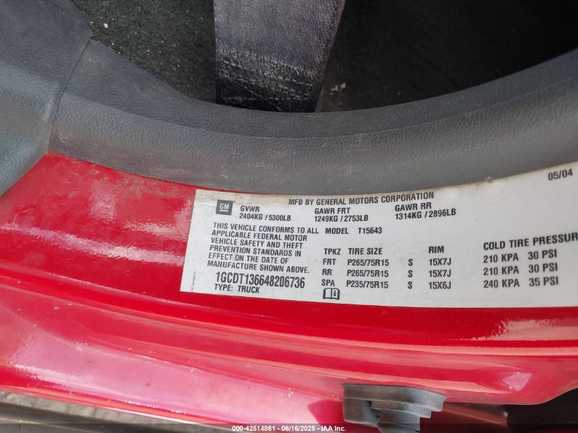 05/04
MFD BY GENERAL MOTORS CORPORATION
GM
GVWR GAWR FRT GAWR RR
2404KG / 5300LB 1249KG / 2753LB 1314KG / 2896LB
THIS VEHICLE CONFORMS TO ALL MODEL T15643
APPLICABLE FEDERAL MOTOR
VEHICLE SAFETY AND THEFT
PREVENTION STANDARDS IN
EFFECT ON THE DATE OF
MANUFACTURE SHOWN ABOVE.
1GCDT136648206736
TYPE: TRUCK
TPKZ TIRE SIZE RIM COLD TIRE PRESSUR
FRT P265/75R15 S 15X7J 210 KPA 30 PSI
RR P265/75R15 S 15X7J 210 KPA 30 PSI
SPA P235/75R15 S 15X6J 240 KPA 35 PSI
000-42514861 - 06/16/2025 - IAA, Inc.